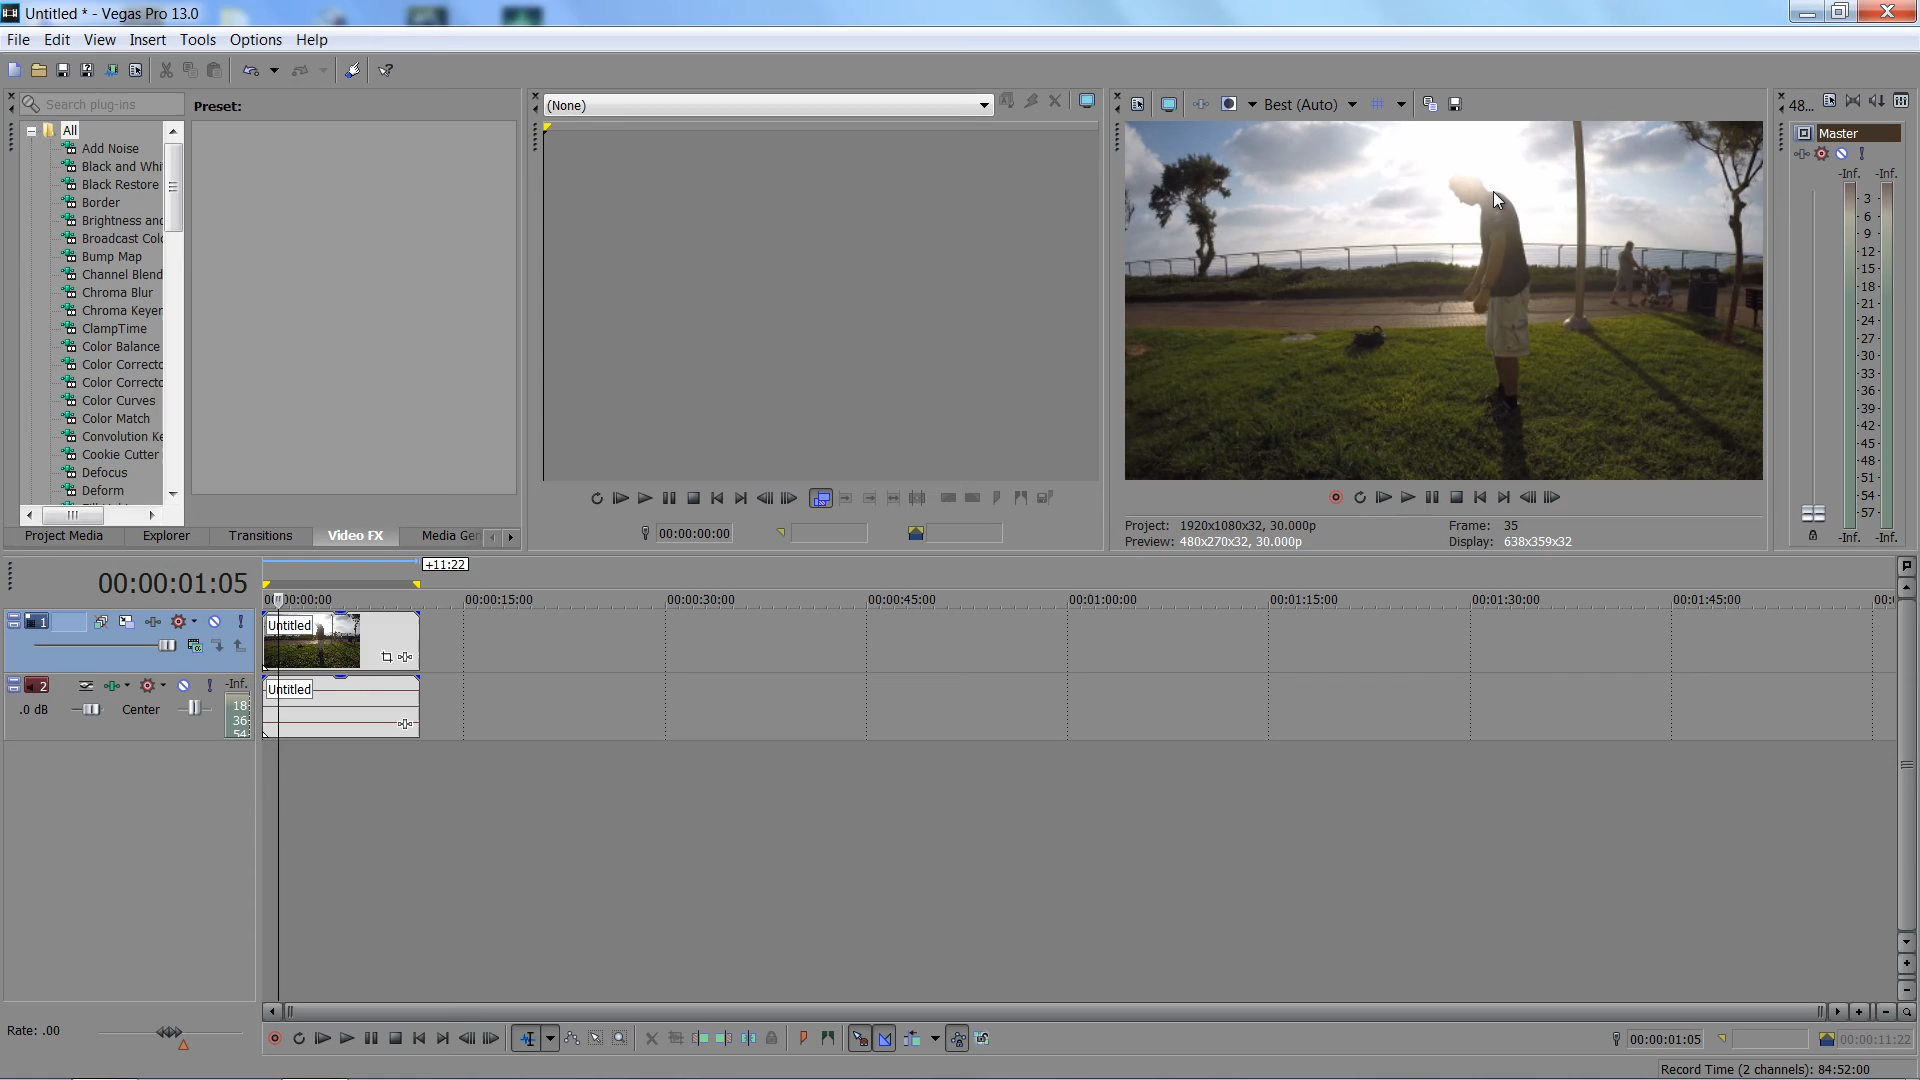 Untitled * - Vegas Pro 13.0
File Edit View Insert Tools Options Help
Search plug-ins
Preset:
All
Add Noise
Black and Whi
Black Restore
Border
Brightness and
Broadcast Colo
Bump Map
Channel Blend
Chroma Blur
Chroma Keyer
ClampTime
Color Balance
Color Correcto
Color Correcto
Color Curves
Color Match
Convolution Ke
Cookie Cutter
Defocus
Deform
Project Media Explorer Transitions Video FX Media Gen
(None)
00:00:00:00
Best (Auto)
Project: 1920x1080x32, 30.000p
Preview: 480x270x32, 30.000p
Frame: 35
Display: 638x359x32
48...
Master
-Inf. -Inf.
3
6
9
12
15
18
21
24
27
30
33
36
39
42
45
48
51
54
57
-Inf. -Inf.
+11:22
00:00:01:05
00:00:00 00:00:15:00 00:00:30:00 00:00:45:00 00:01:00:00 00:01:15:00 00:01:30:00 00:01:45:00 00:0
1
Untitled
2
-Inf.
Untitled
.0 dB Center
18
36
54
Rate: .00
00:00:01:05
00:00:11:22
Record Time (2 channels): 84:52:00